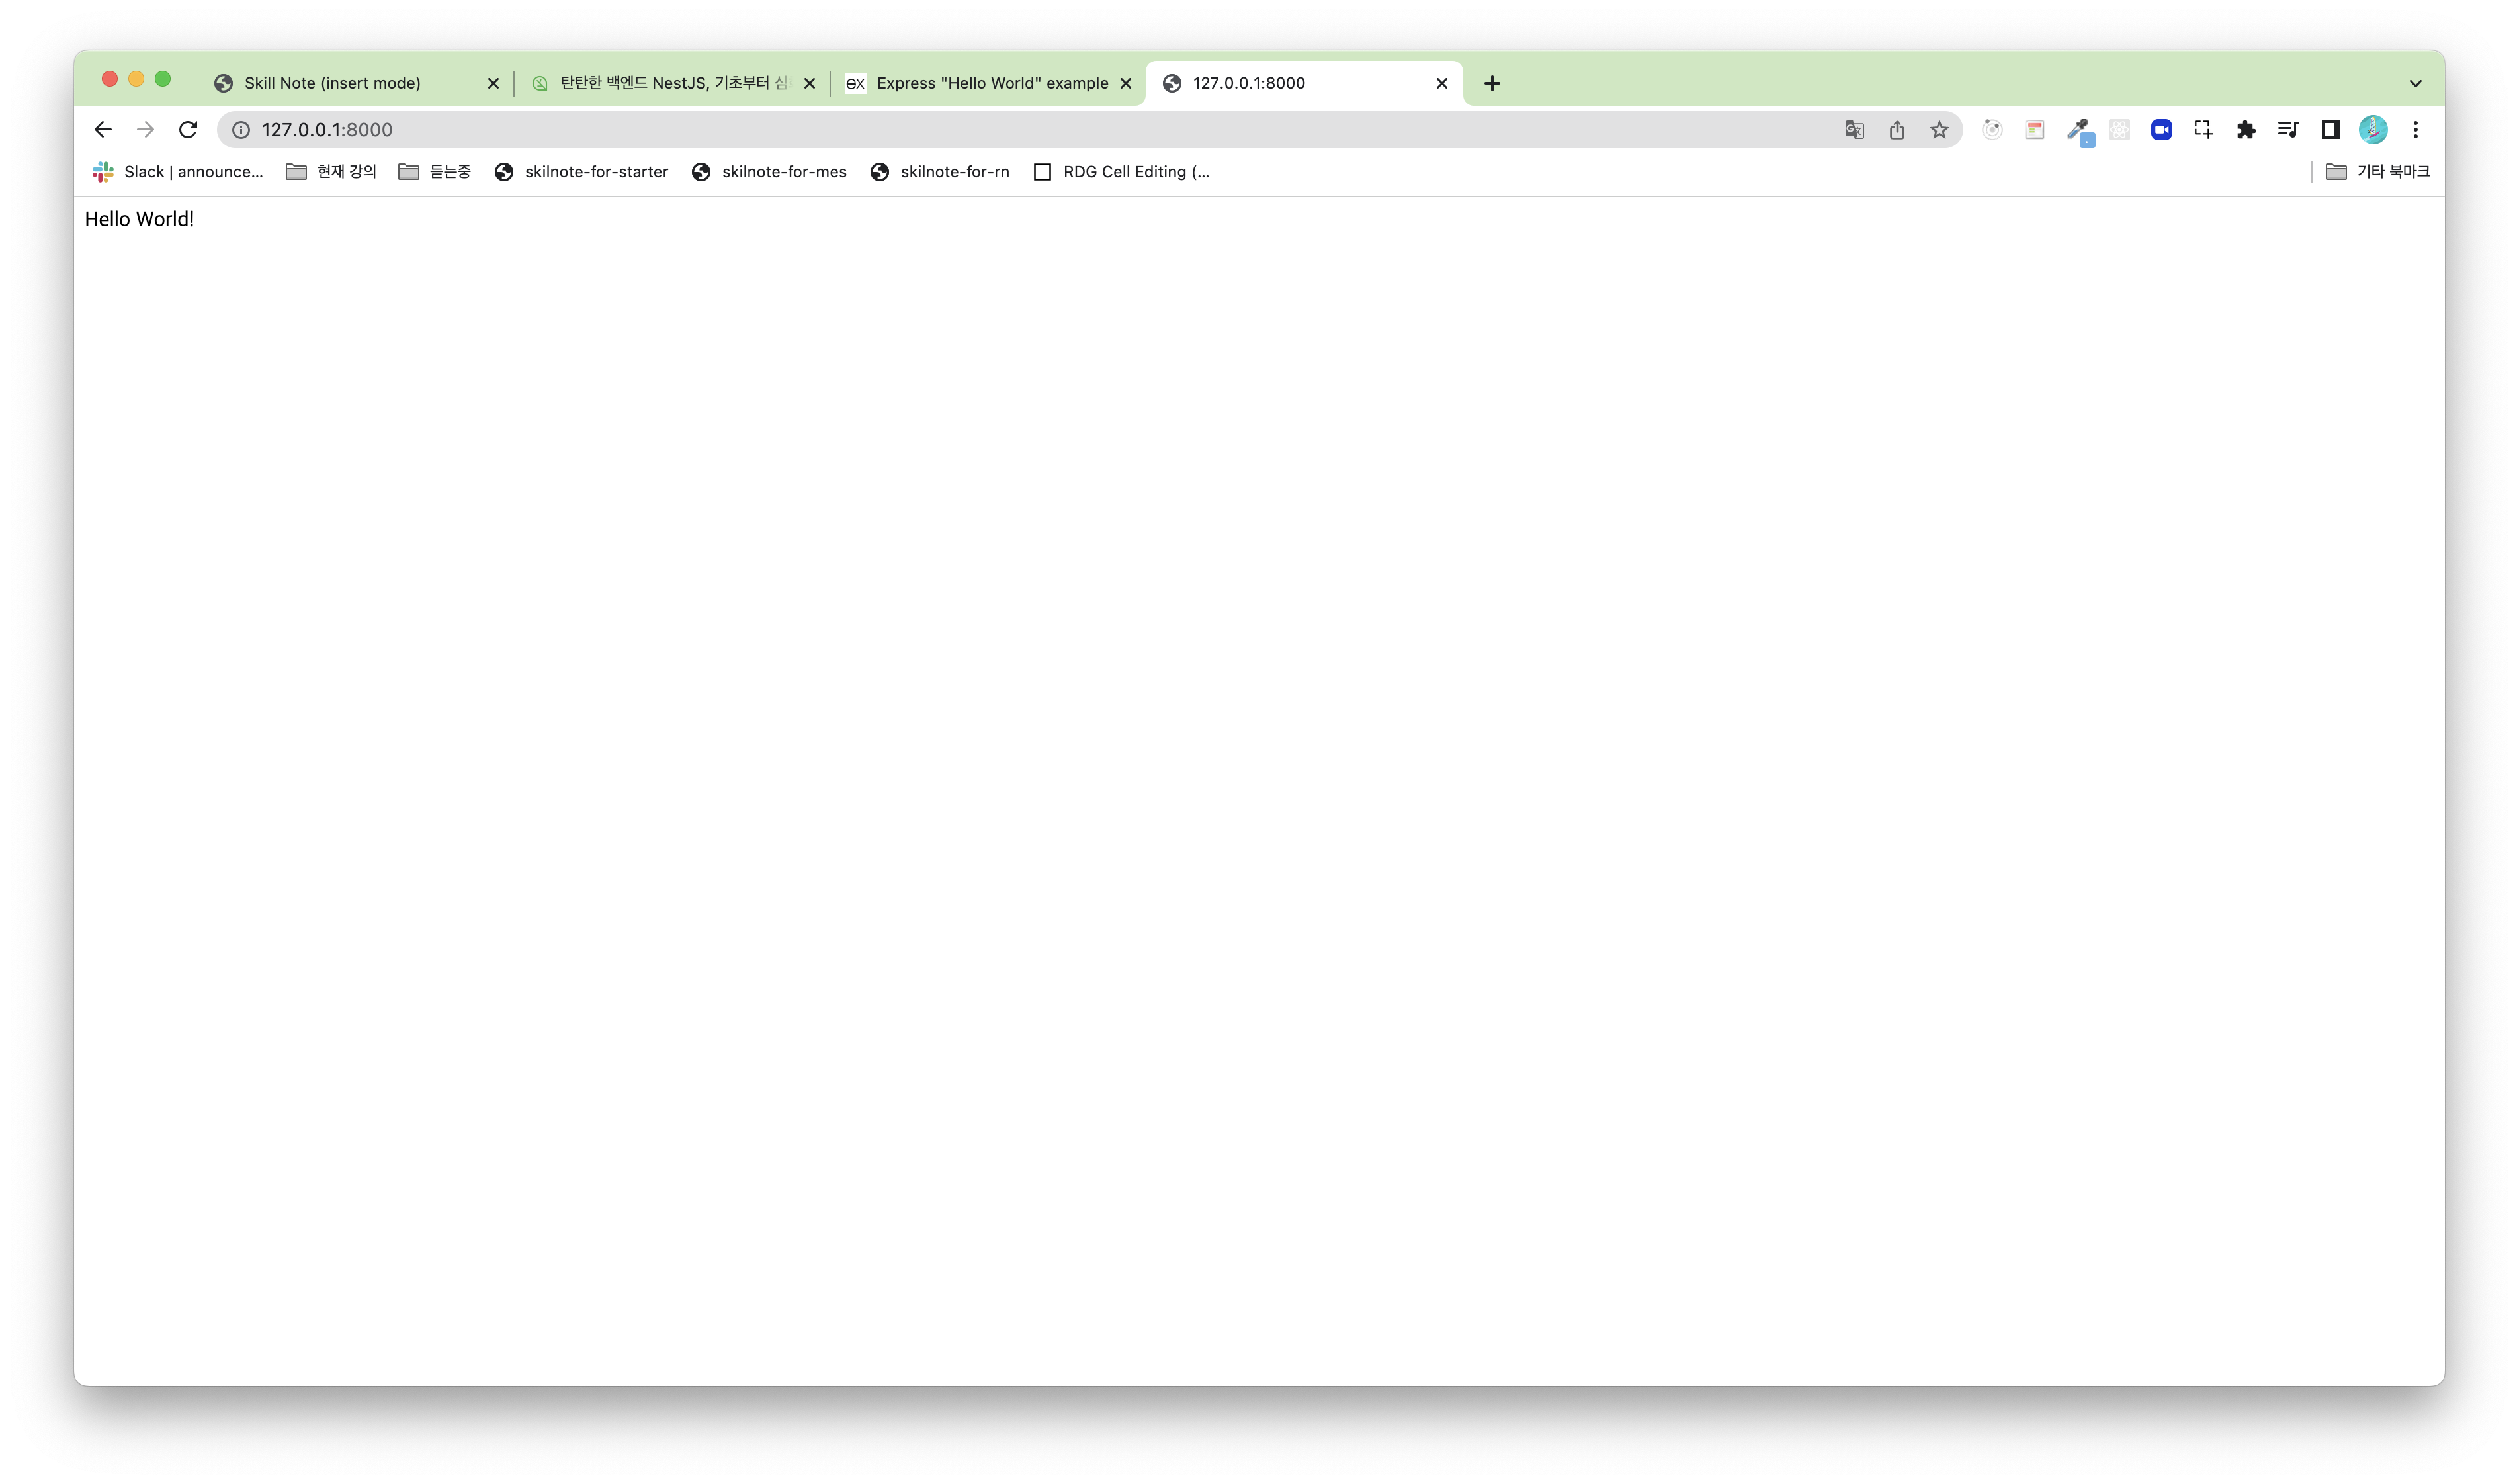 Skill Note (insert mode)
탄탄한 백엔드 NestJS, 기초부터 심
ex Express "Hello World" example
127.0.0.1:8000
127.0.0.1:8000
Slack | announce... 현재 강의 듣는중 skilnote-for-starter skilnote-for-mes skilnote-for-rn RDG Cell Editing (... 기타 북마크
Hello World!